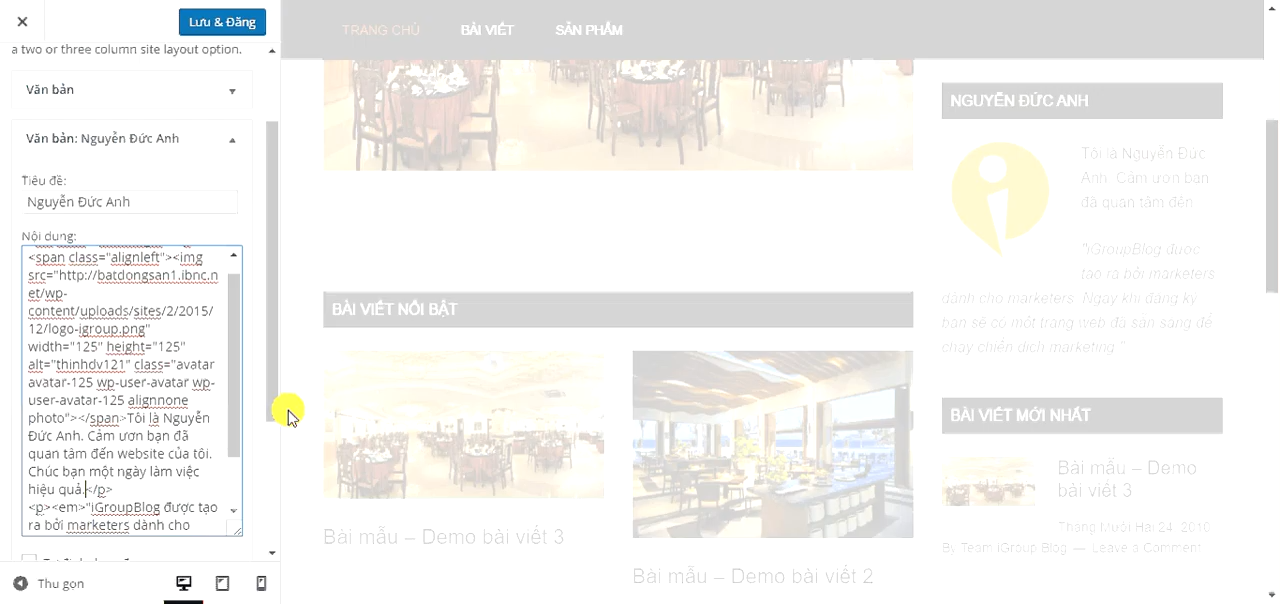 Lưu & Đăng
a two or three column site layout option.
Văn bản
Văn bản: Nguyễn Đức Anh
Tiêu đề:
Nguyễn Đức Anh
Nội dung:
<span class="alignleft"><img
src="http://batdongsan1.ibnc.n
et/wp-
content/uploads/sites/2/2015/
12/logo-igroup.png"
width="125" height="125"
alt="thinhdv121" class="avatar
avatar-125 wp-user-avatar wp-
user-avatar-125 alignnone
photo"></span>Tôi là Nguyễn
Đức Anh. Cảm ươn bạn đã
quan tâm đến website của tôi.
Chúc bạn một ngày làm việc
hiệu quả.</p>
<p><em>"iGroupBlog được tạo
ra bởi marketers dành cho
Thu gọn
TRANG CHỦ
BÀI VIẾT
SẢN PHẨM
BÀI VIẾT NỔI BẬT
Bài mẫu – Demo bài viết 3
Bài mẫu – Demo bài viết 2
NGUYỄN ĐỨC ANH
Tôi là Nguyễn Đức
Anh. Cảm ươn bạn
đã quan tâm đến
"iGroupBlog được
tạo ra bởi marketers
dành cho marketers. Ngay khi đăng ký
bạn sẽ có một trang web đã sẵn sàng để
chạy chiến dịch marketing."
BÀI VIẾT MỚI NHẤT
Bài mẫu – Demo
bài viết 3
Tháng Mười Hai 24, 2010
By Team iGroup Blog — Leave a Comment